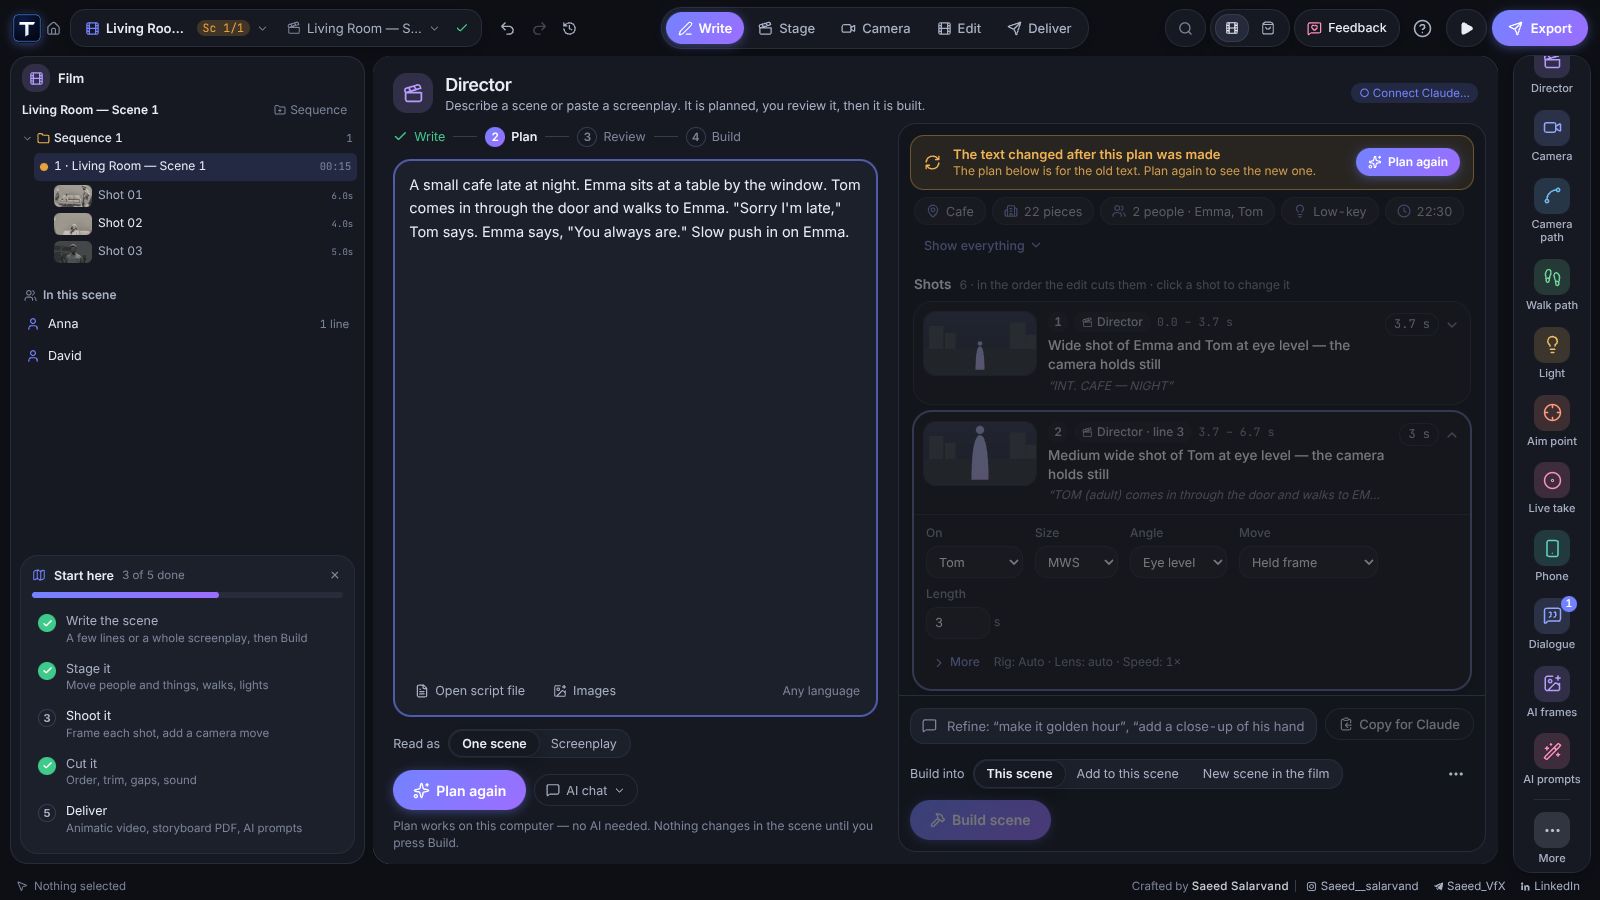 T
Living Roo...
Sc 1/1
Living Room — S...
Write
Stage
Camera
Edit
Deliver
Feedback
Export
Film
Living Room — Scene 1
Sequence
Sequence 1
1
1 · Living Room — Scene 1
00:15
Shot 01
6.0s
Shot 02
4.0s
Shot 03
5.0s
In this scene
Anna
1 line
David
Start here
3 of 5 done
Write the scene
A few lines or a whole screenplay, then Build
Stage it
Move people and things, walks, lights
3
Shoot it
Frame each shot, add a camera move
Cut it
Order, trim, gaps, sound
5
Deliver
Animatic video, storyboard PDF, AI prompts
Director
Describe a scene or paste a screenplay. It is planned, you review it, then it is built.
Connect Claude...
Write
2 Plan
3 Review
4 Build
A small cafe late at night. Emma sits at a table by the window. Tom
comes in through the door and walks to Emma. "Sorry I'm late,"
Tom says. Emma says, "You always are." Slow push in on Emma.
Open script file
Images
Any language
Read as
One scene
Screenplay
Plan again
AI chat
Plan works on this computer — no AI needed. Nothing changes in the scene until you
press Build.
The text changed after this plan was made
The plan below is for the old text. Plan again to see the new one.
Plan again
Cafe
22 pieces
2 people · Emma, Tom
Low-key
22:30
Show everything
Shots
6 · in the order the edit cuts them · click a shot to change it
1
Director
0.0 – 3.7 s
3.7 s
Wide shot of Emma and Tom at eye level — the
camera holds still
“INT. CAFE — NIGHT”
2
Director · line 3
3.7 – 6.7 s
3 s
Medium wide shot of Tom at eye level — the camera
holds still
“TOM (adult) comes in through the door and walks to EM...
On
Size
Angle
Move
Tom
MWS
Eye level
Held frame
Length
3
s
More
Rig: Auto · Lens: auto · Speed: 1×
Refine: “make it golden hour”, “add a close-up of his hand
Copy for Claude
Build into
This scene
Add to this scene
New scene in the film
Build scene
Director
Camera
Camera
path
Walk path
Light
Aim point
Live take
Phone
1
Dialogue
AI frames
AI prompts
More
Nothing selected
Crafted by Saeed Salarvand
Saeed__salarvand
Saeed_VfX
LinkedIn